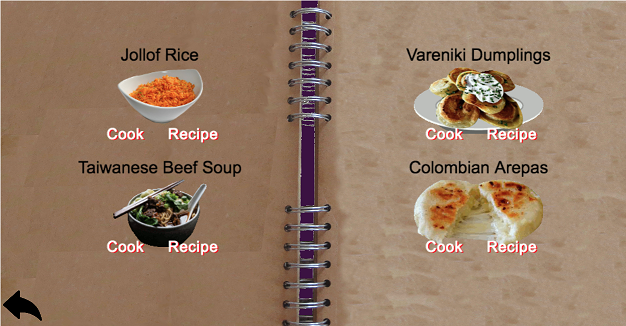 Jollof Rice
Cook Recipe
Taiwanese Beef Soup
Cook Recipe
Vareniki Dumplings
Cook Recipe
Colombian Arepas
Cook Recipe